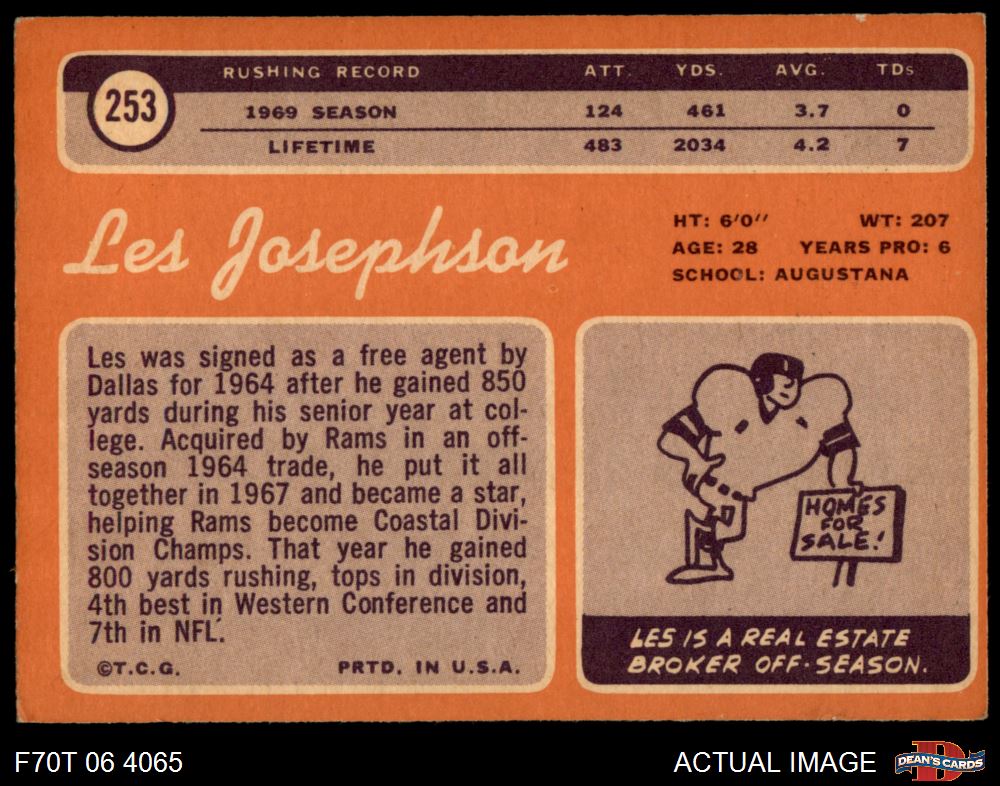 253
RUSHING RECORD ATT. YDS. AVG. TDs
1969 SEASON 124 461 3.7 0
LIFETIME 483 2034 4.2 7
Les Josephson
HT: 6'0" WT: 207
AGE: 28 YEARS PRO: 6
SCHOOL: AUGUSTANA
Les was signed as a free agent by
Dallas for 1964 after he gained 850
yards during his senior year at col-
lege. Acquired by Rams in an off-
season 1964 trade, he put it all
together in 1967 and became a star,
helping Rams become Coastal Divi-
sion Champs. That year he gained
800 yards rushing, tops in division,
4th best in Western Conference and
7th in NFL.
©T.C.G. PRTD. IN U.S.A.
HOMES
FOR
SALE!
LES IS A REAL ESTATE
BROKER OFF-SEASON.
F70T 06 4065
ACTUAL IMAGE
D
DEAN'S CARDS